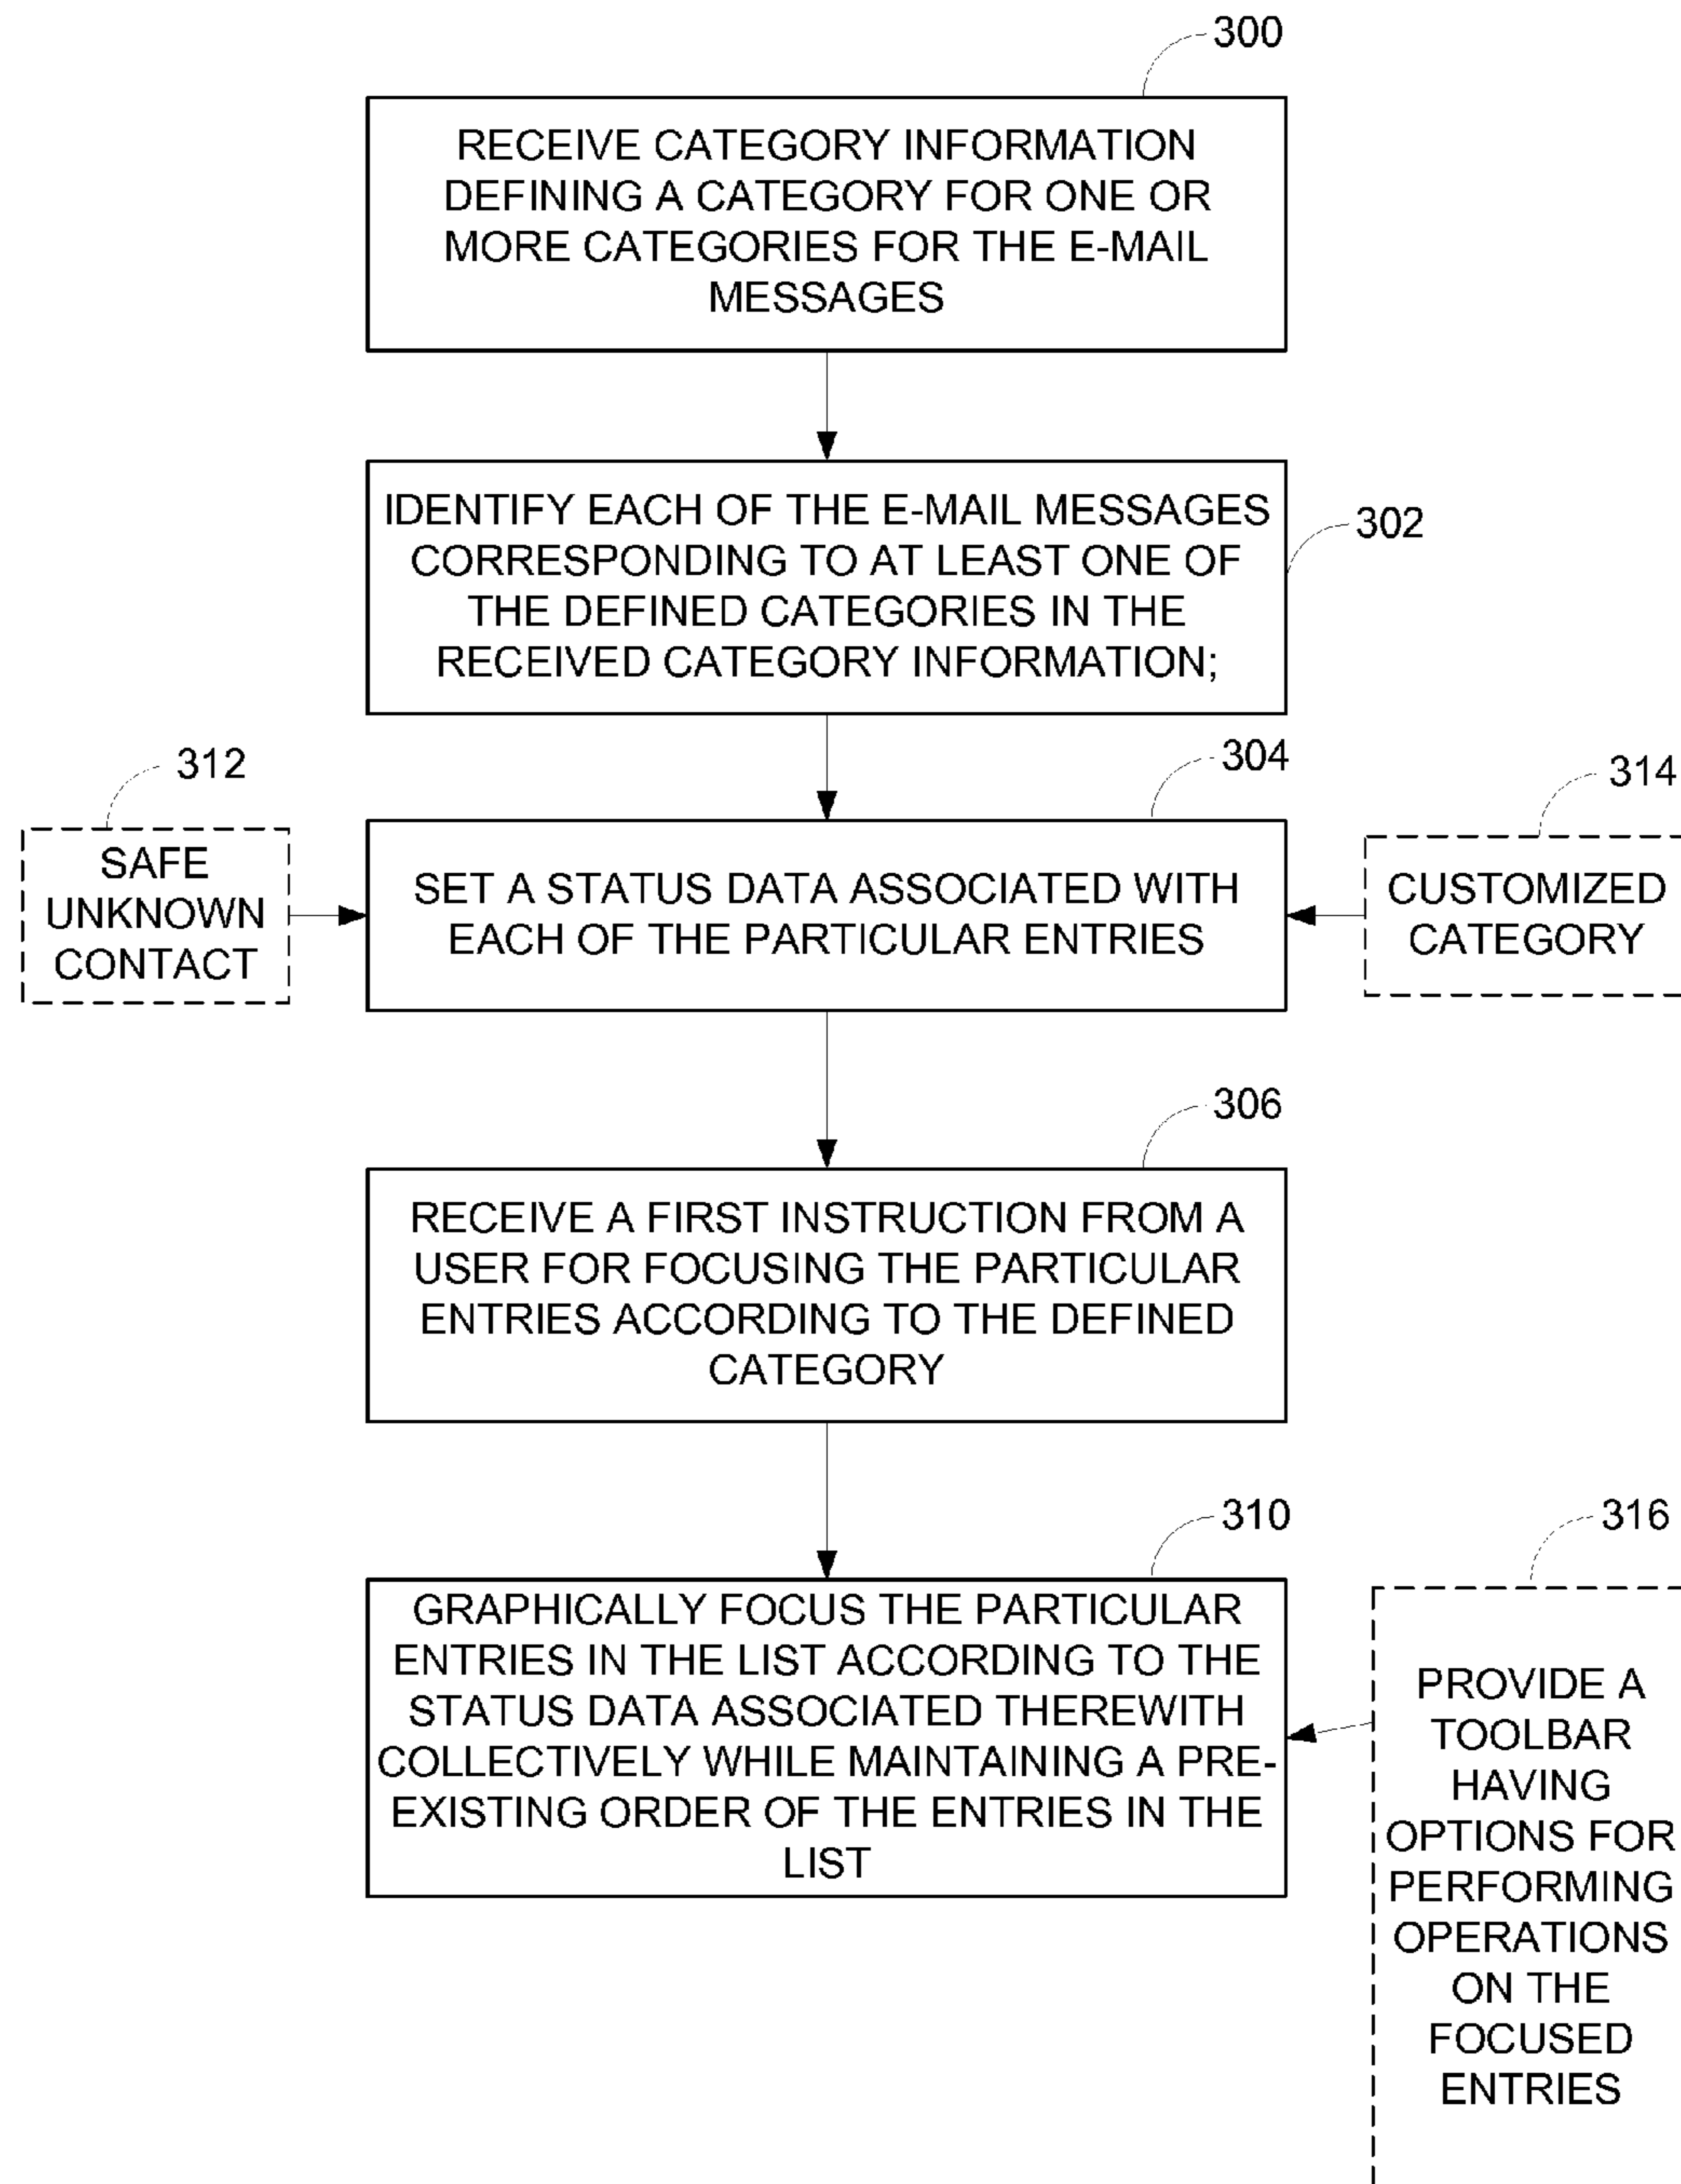 300
RECEIVE CATEGORY INFORMATION
DEFINING A CATEGORY FOR ONE OR
MORE CATEGORIES FOR THE E-MAIL
MESSAGES
302
IDENTIFY EACH OF THE E-MAIL MESSAGES
CORRESPONDING TO AT LEAST ONE OF
THE DEFINED CATEGORIES IN THE
RECEIVED CATEGORY INFORMATION;
312
SAFE
UNKNOWN
CONTACT
304
SET A STATUS DATA ASSOCIATED WITH
EACH OF THE PARTICULAR ENTRIES
314
CUSTOMIZED
CATEGORY
306
RECEIVE A FIRST INSTRUCTION FROM A
USER FOR FOCUSING THE PARTICULAR
ENTRIES ACCORDING TO THE DEFINED
CATEGORY
310
GRAPHICALLY FOCUS THE PARTICULAR
ENTRIES IN THE LIST ACCORDING TO THE
STATUS DATA ASSOCIATED THEREWITH
COLLECTIVELY WHILE MAINTAINING A PRE-
EXISTING ORDER OF THE ENTRIES IN THE
LIST
316
PROVIDE A
TOOLBAR
HAVING
OPTIONS FOR
PERFORMING
OPERATIONS
ON THE
FOCUSED
ENTRIES